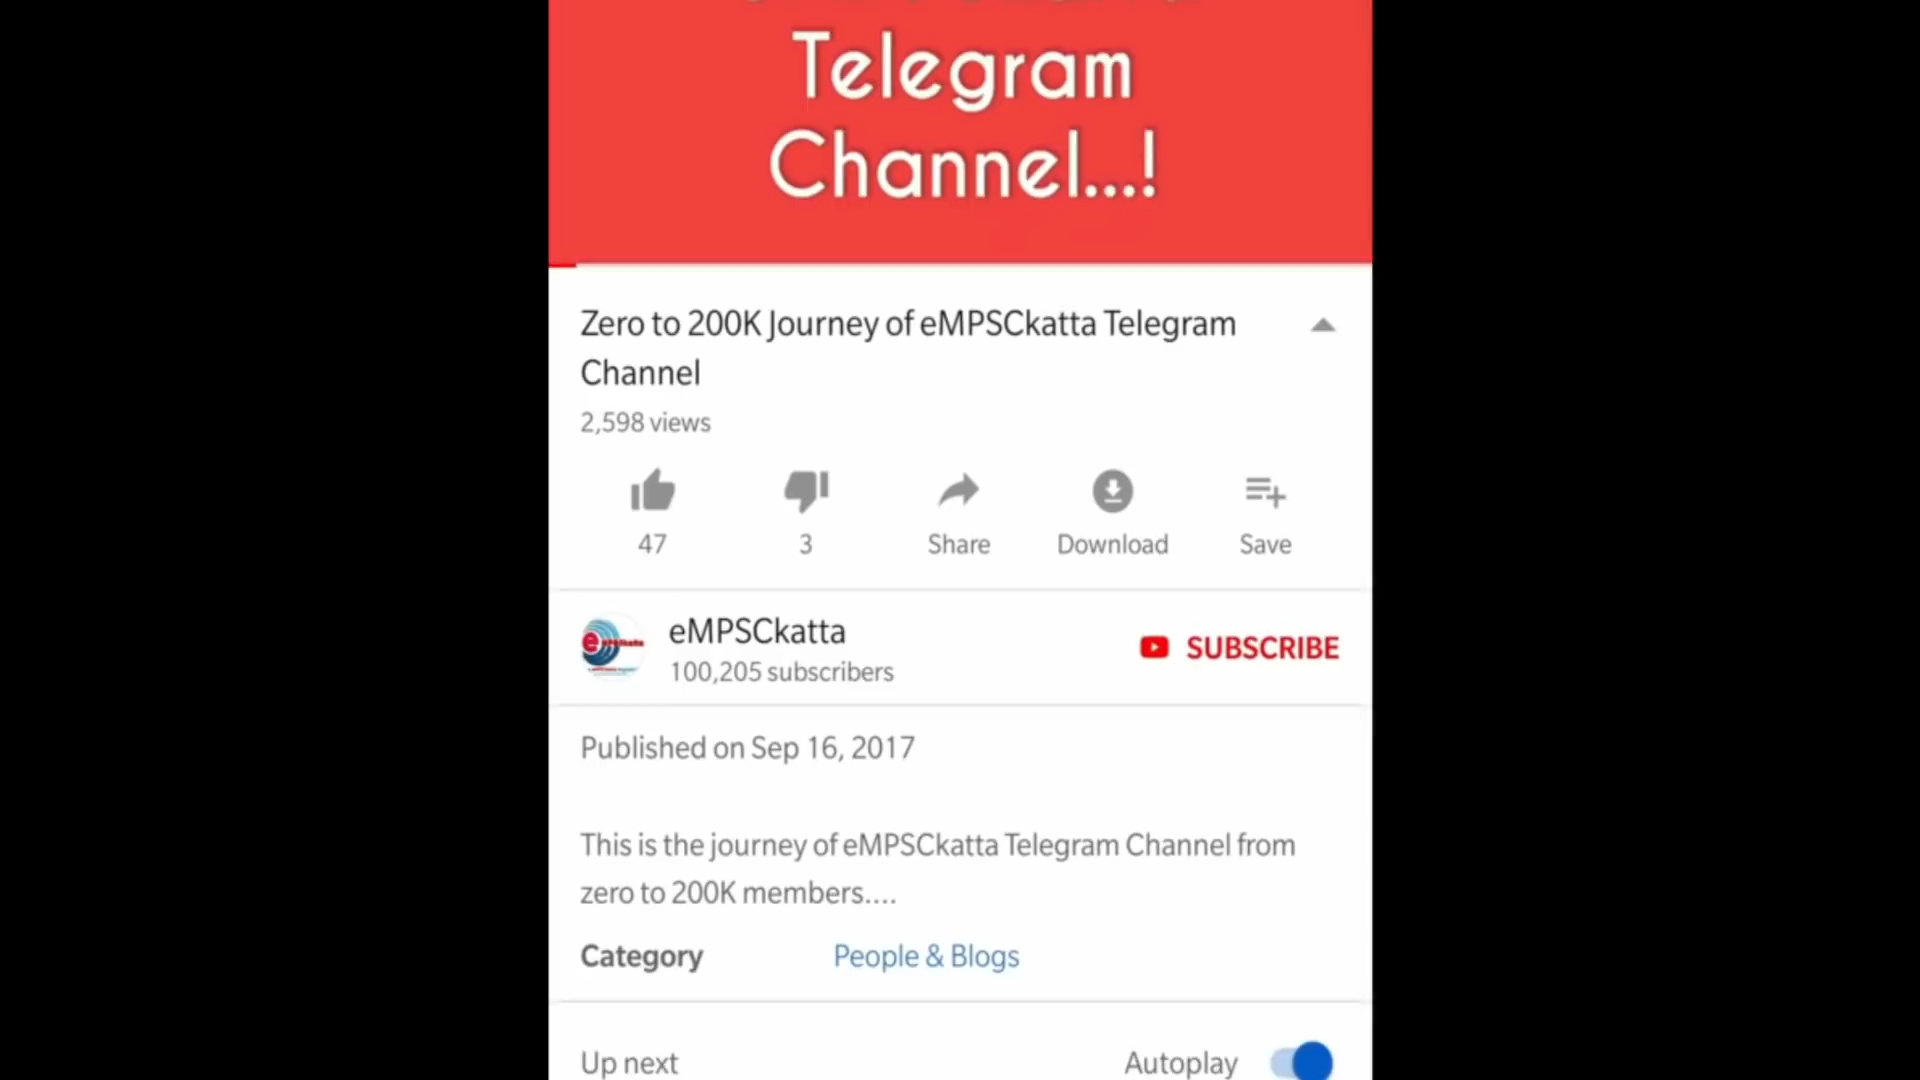 Telegram
Channel...!
Zero to 200K Journey of eMPSCkatta Telegram
Channel
2,598 views
47
3
Share
Download
Save
eMPSCkatta
SUBSCRIBE
100,205 subscribers
Published on Sep 16, 2017
This is the journey of eMPSCkatta Telegram Channel from
zero to 200K members....
Category People & Blogs
Up next Autoplay